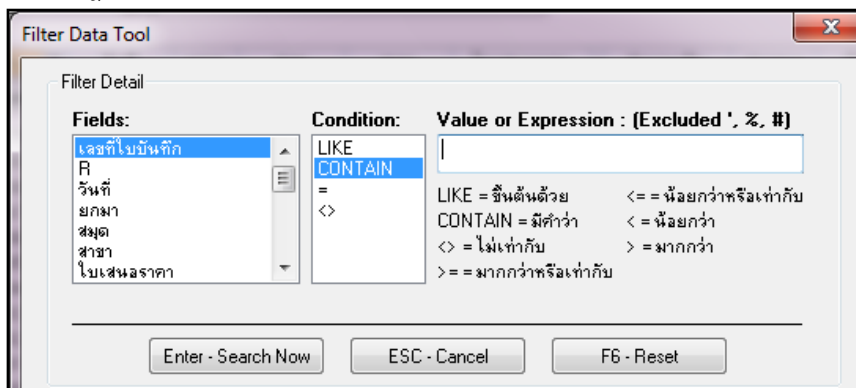 Filter Data Tool
Filter Detail
Fields:
เลขที่ใบบันทึก
R
วันที่
ยกมา
สมุด
สาขา
ใบเสนอราคา
Condition:
LIKE
CONTAIN
=
<>
Value or Expression : (Excluded ', %, #)
LIKE = ขึ้นต้นด้วย
<= = น้อยกว่าหรือเท่ากับ
CONTAIN = มีคำว่า
< = น้อยกว่า
<> = ไม่เท่ากับ
> = มากกว่า
>= = มากกว่าหรือเท่ากับ
Enter - Search Now
ESC - Cancel
F6 - Reset